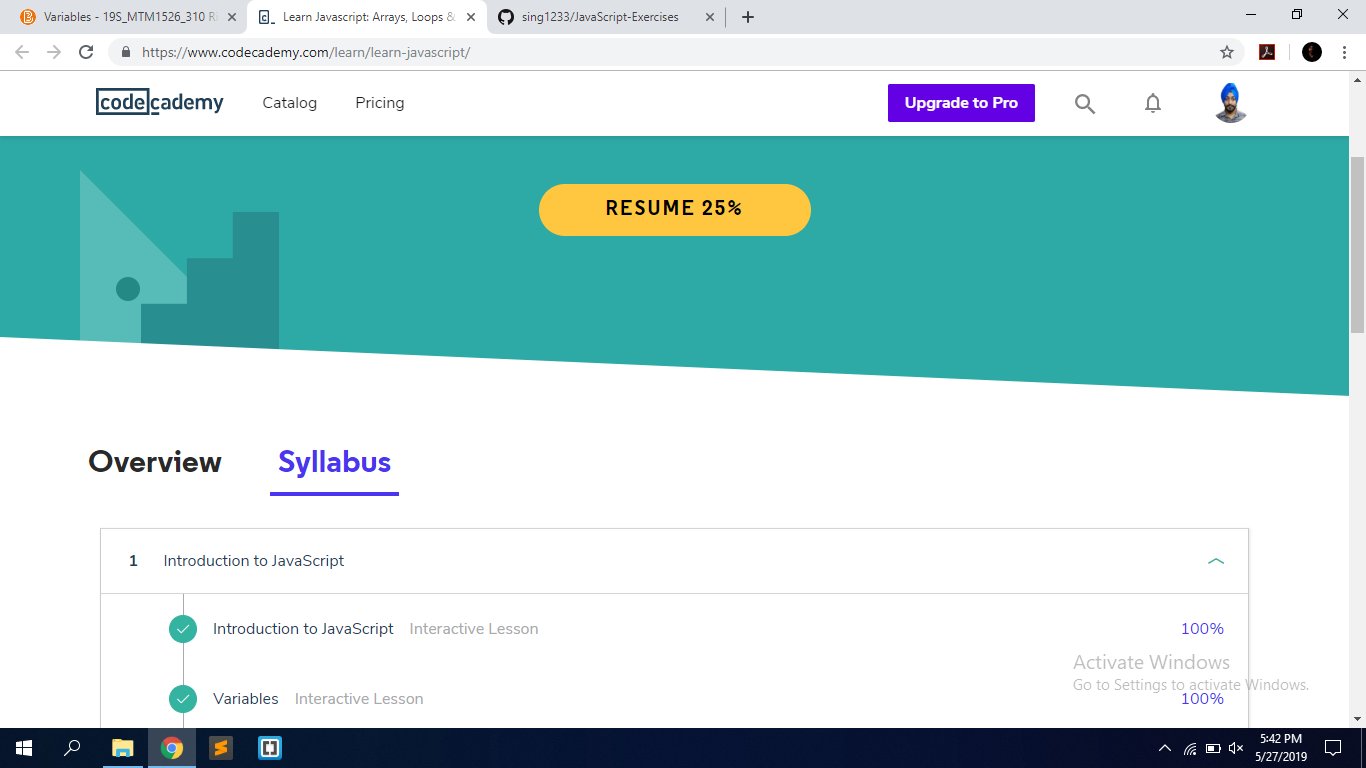 Variables - 19S_MTM1526_310 Ri
Learn Javascript: Arrays, Loops &
sing1233/JavaScript-Exercises
https://www.codecademy.com/learn/learn-javascript/
codecademy
Catalog
Pricing
Upgrade to Pro
RESUME 25%
Overview
Syllabus
1 Introduction to JavaScript
Introduction to JavaScript Interactive Lesson 100%
Activate Windows
Go to Settings to activate Windows.
Variables Interactive Lesson 100%
5:42 PM
5/27/2019